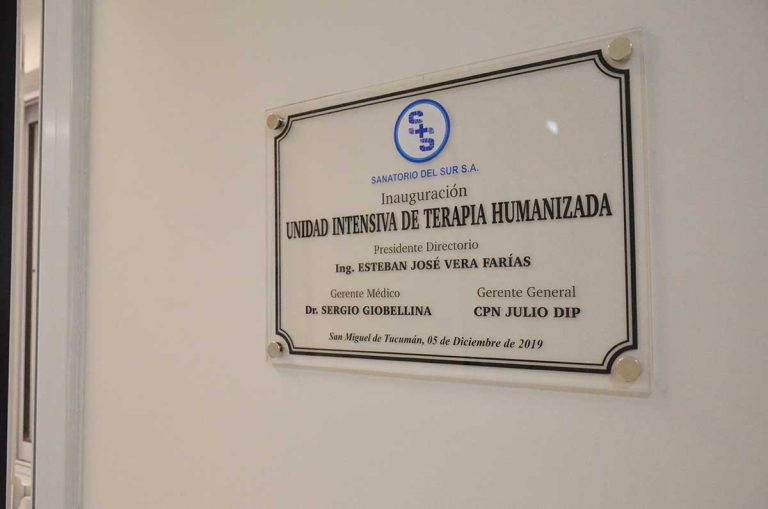 S+S
SANATORIO DEL SUR S.A.
Inauguración
UNIDAD INTENSIVA DE TERAPIA HUMANIZADA
Presidente Directorio
Ing. ESTEBAN JOSÉ VERA FARÍAS
Gerente Médico Gerente General
Dr. SERGIO GIOBELLINA CPN JULIO DIP
San Miguel de Tucumán, 05 de Diciembre de 2019